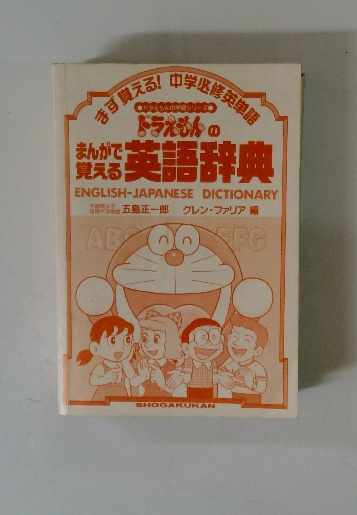 まず覚える! 中学必修英単語
●ドラえもんの学習シリーズ●
ドラえもんの
まんがで
覚える
英語辞典
ENGLISH-JAPANESE DICTIONARY
五島正一郎 グレン・ファリア 編
ABC EFG
SHOGAKUKAN